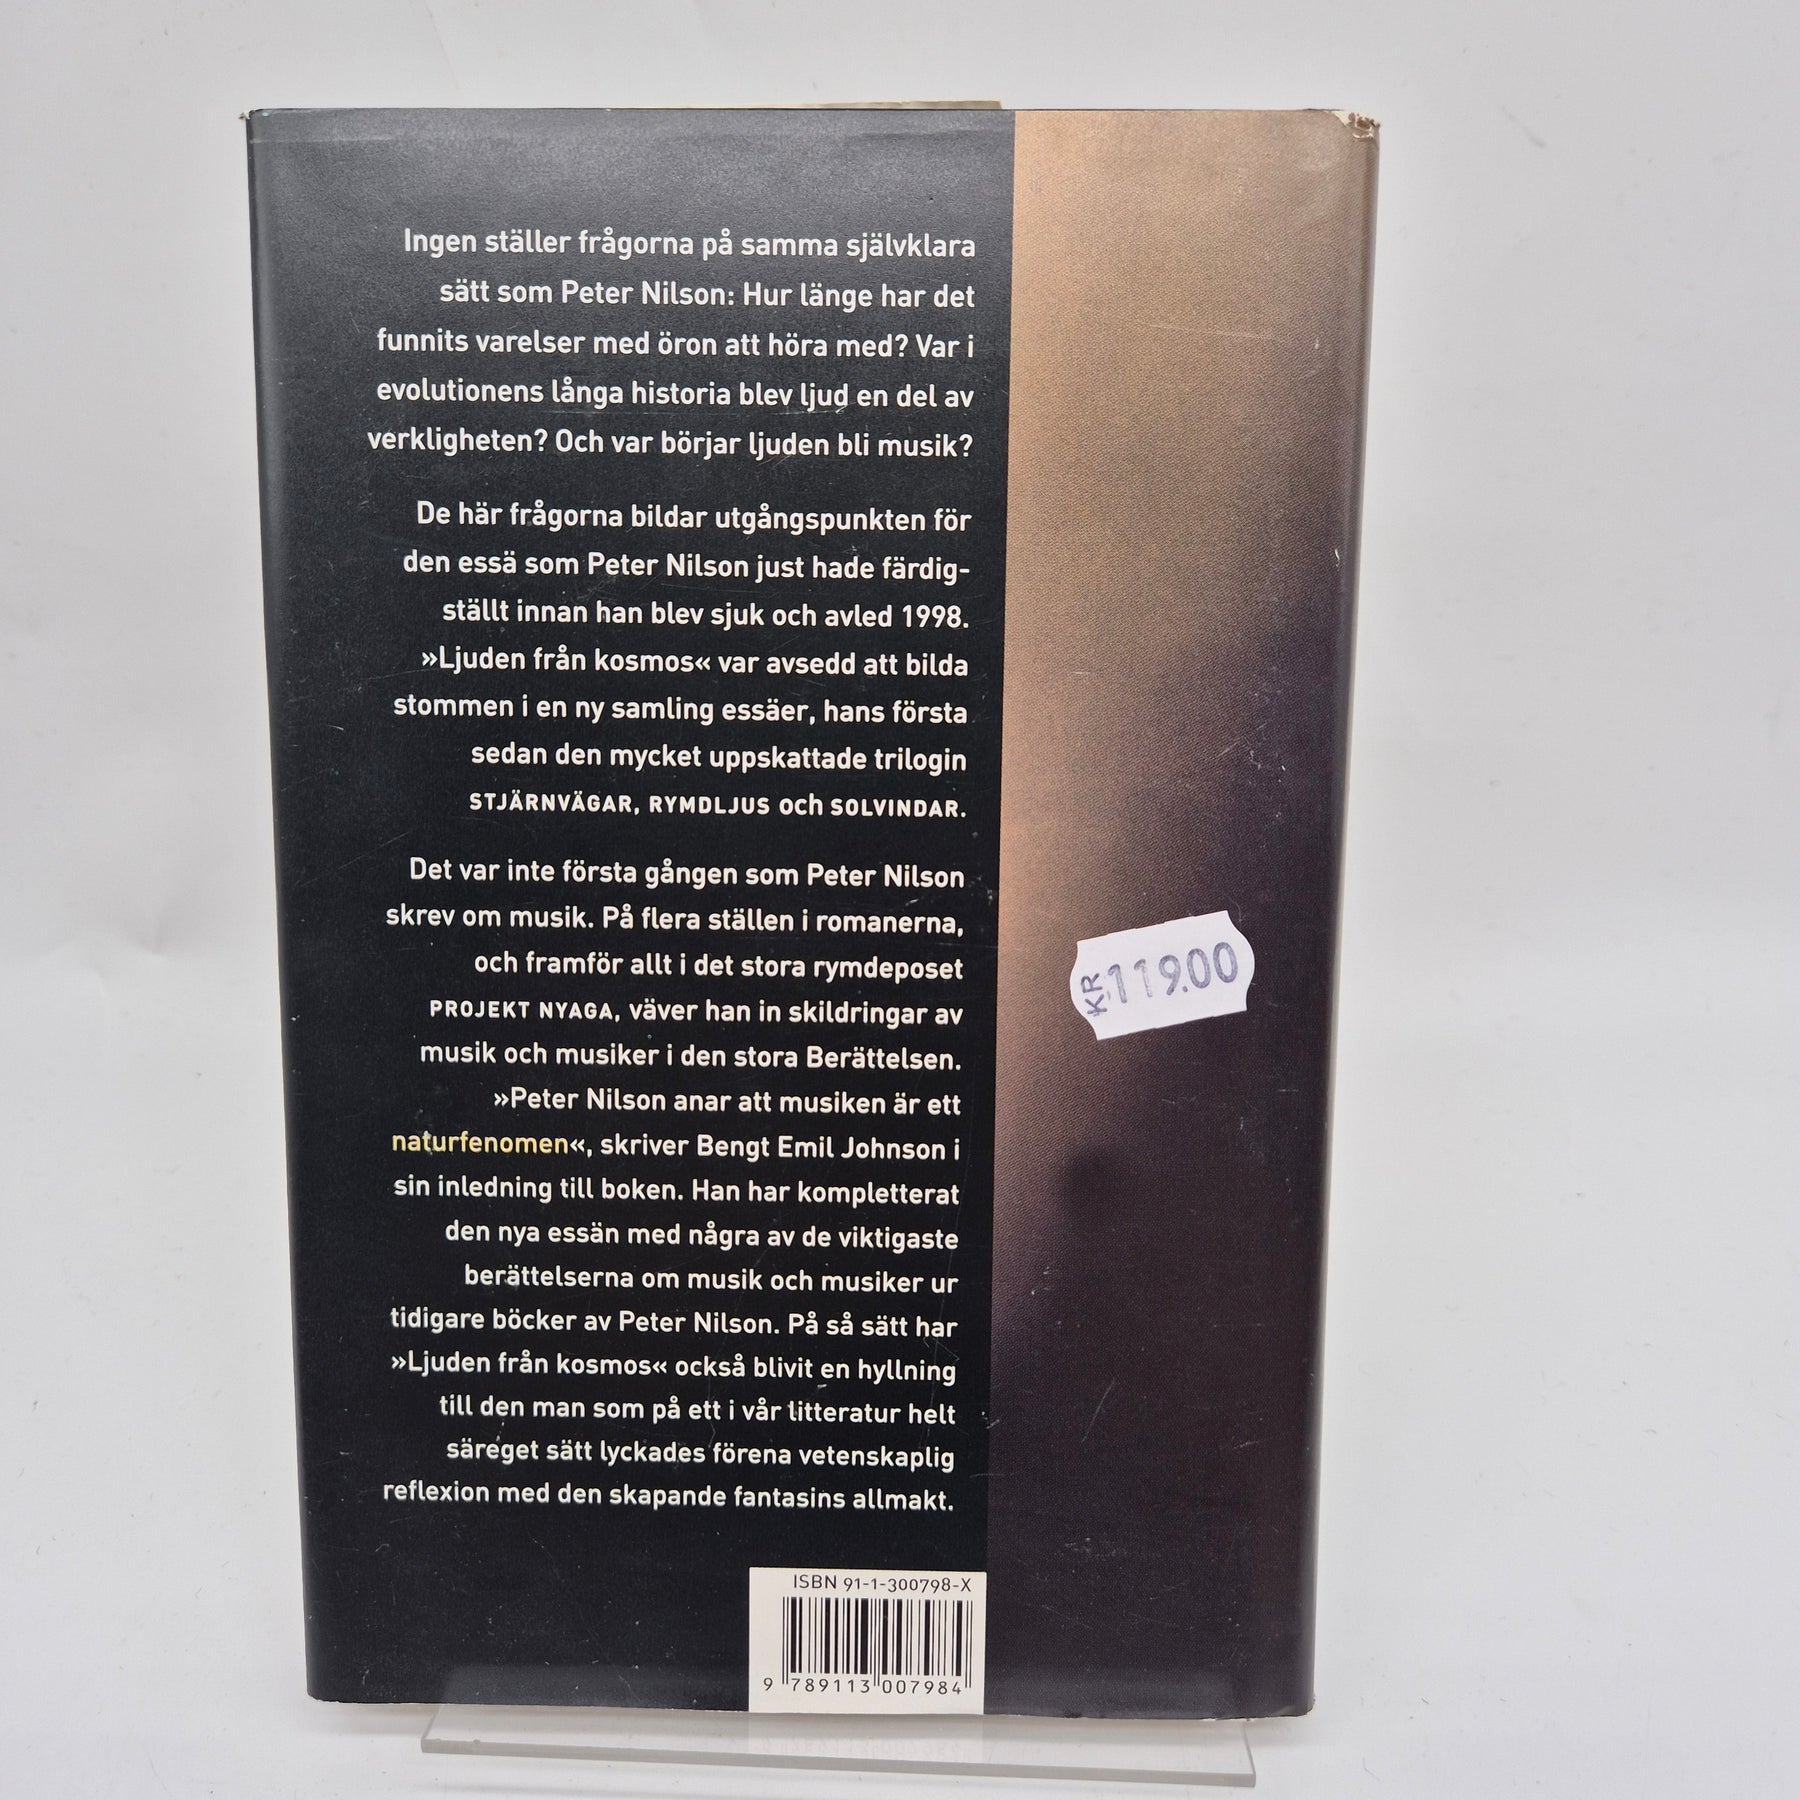 Ingen ställer frågorna på samma självklara
sätt som Peter Nilson: Hur länge har det
funnits varelser med öron att höra med? Var i
evolutionens långa historia blev ljud en del av
verkligheten? Och var börjar ljuden bli musik?
De här frågorna bildar utgångspunkten för
den essä som Peter Nilson just hade färdig-
ställt innan han blev sjuk och avled 1998.
»Ljuden från kosmos« var avsedd att bilda
stommen i en ny samling essäer, hans första
sedan den mycket uppskattade trilogin
STJÄRNVÄGAR, RYMDLJUS och SOLVINDAR.
Det var inte första gången som Peter Nilson
skrev om musik. På flera ställen i romanerna,
och framför allt i det stora rymdeposet
PROJEKT NYAGA, väver han in skildringar av
musik och musiker i den stora Berättelsen.
»Peter Nilson anar att musiken är ett
naturfenomen«, skriver Bengt Emil Johnson i
sin inledning till boken. Han har kompletterat
den nya essän med några av de viktigaste
berättelserna om musik och musiker ur
tidigare böcker av Peter Nilson. På så sätt har
»Ljuden från kosmos« också blivit en hyllning
till den man som på ett i vår litteratur helt
säreget sätt lyckades förena vetenskaplig
reflexion med den skapande fantasins allmakt.
KR 119.00
ISBN 91-1-300798-X
9 789113 007984